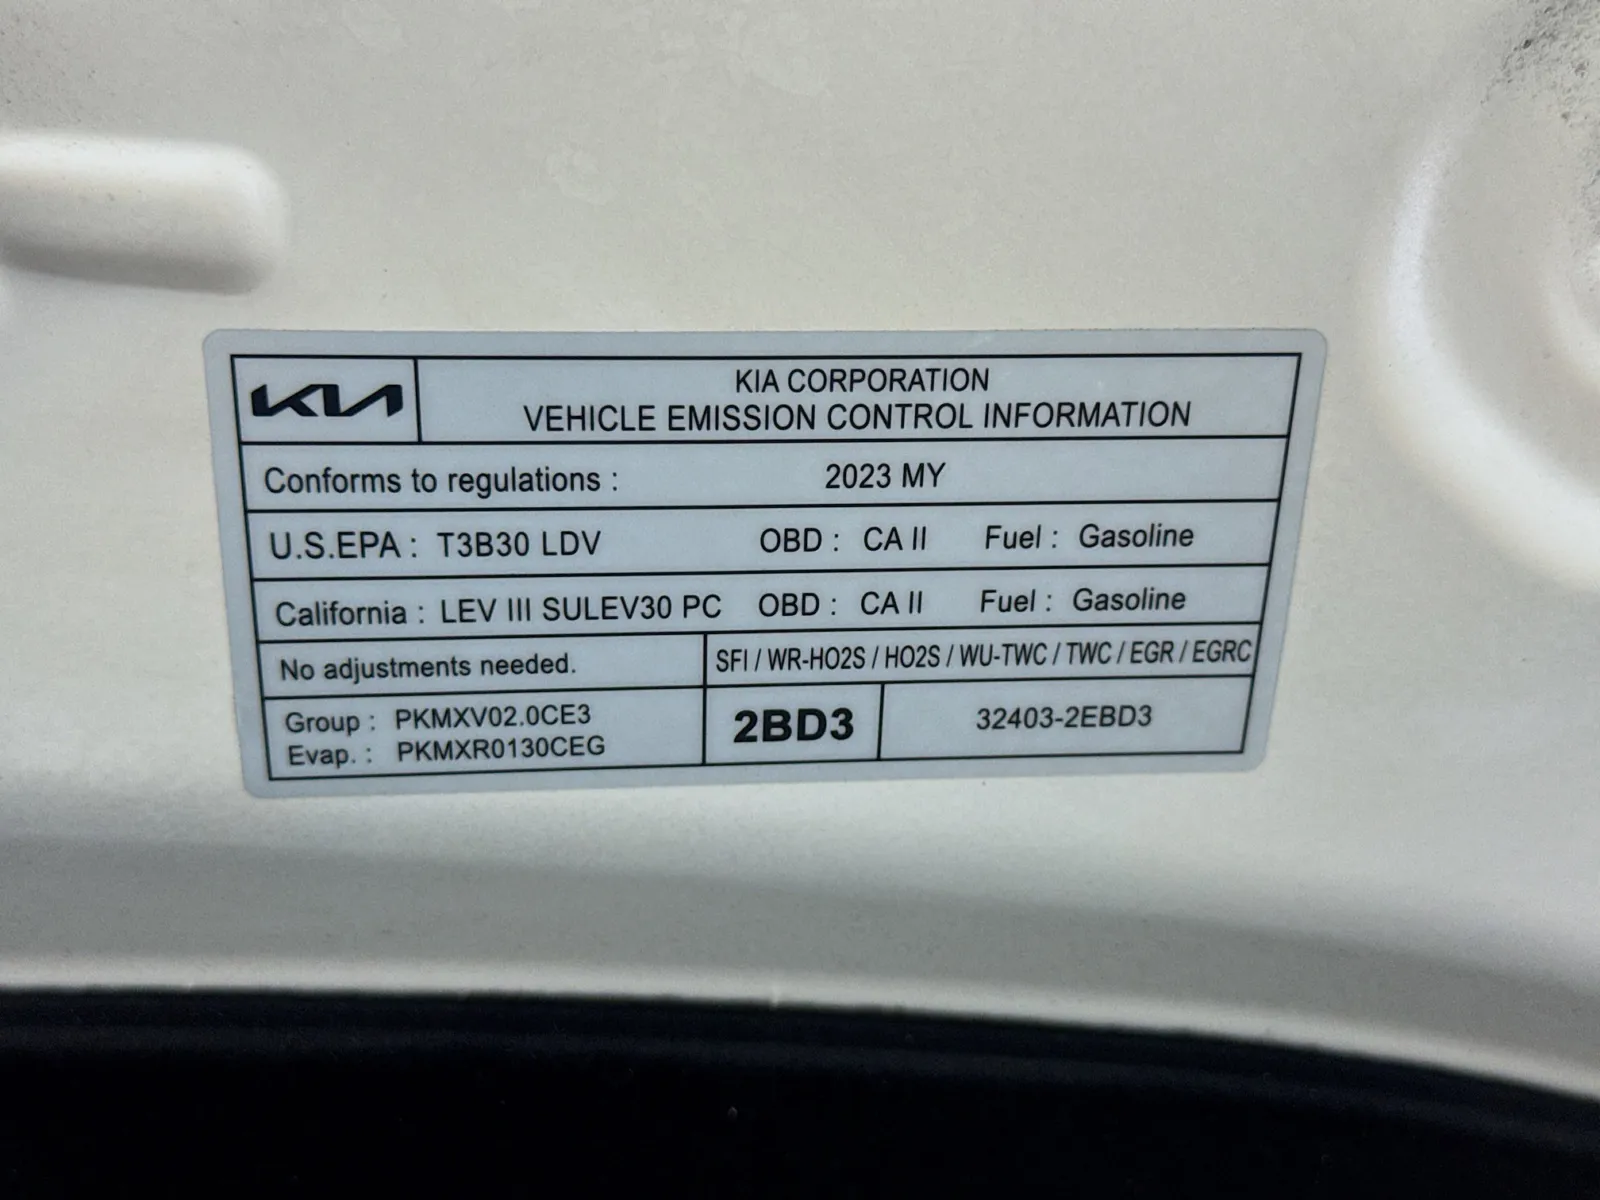 KIA
KIA CORPORATION
VEHICLE EMISSION CONTROL INFORMATION
Conforms to regulations : 2023 MY
U.S.EPA : T3B30 LDV OBD : CA II Fuel : Gasoline
California : LEV III SULEV30 PC OBD : CA II Fuel : Gasoline
No adjustments needed. SFI / WR-HO2S / HO2S / WU-TWC / TWC / EGR / EGRC
Group : PKMXV02.0CE3
Evap. : PKMXR0130CEG
2BD3
32403-2EBD3